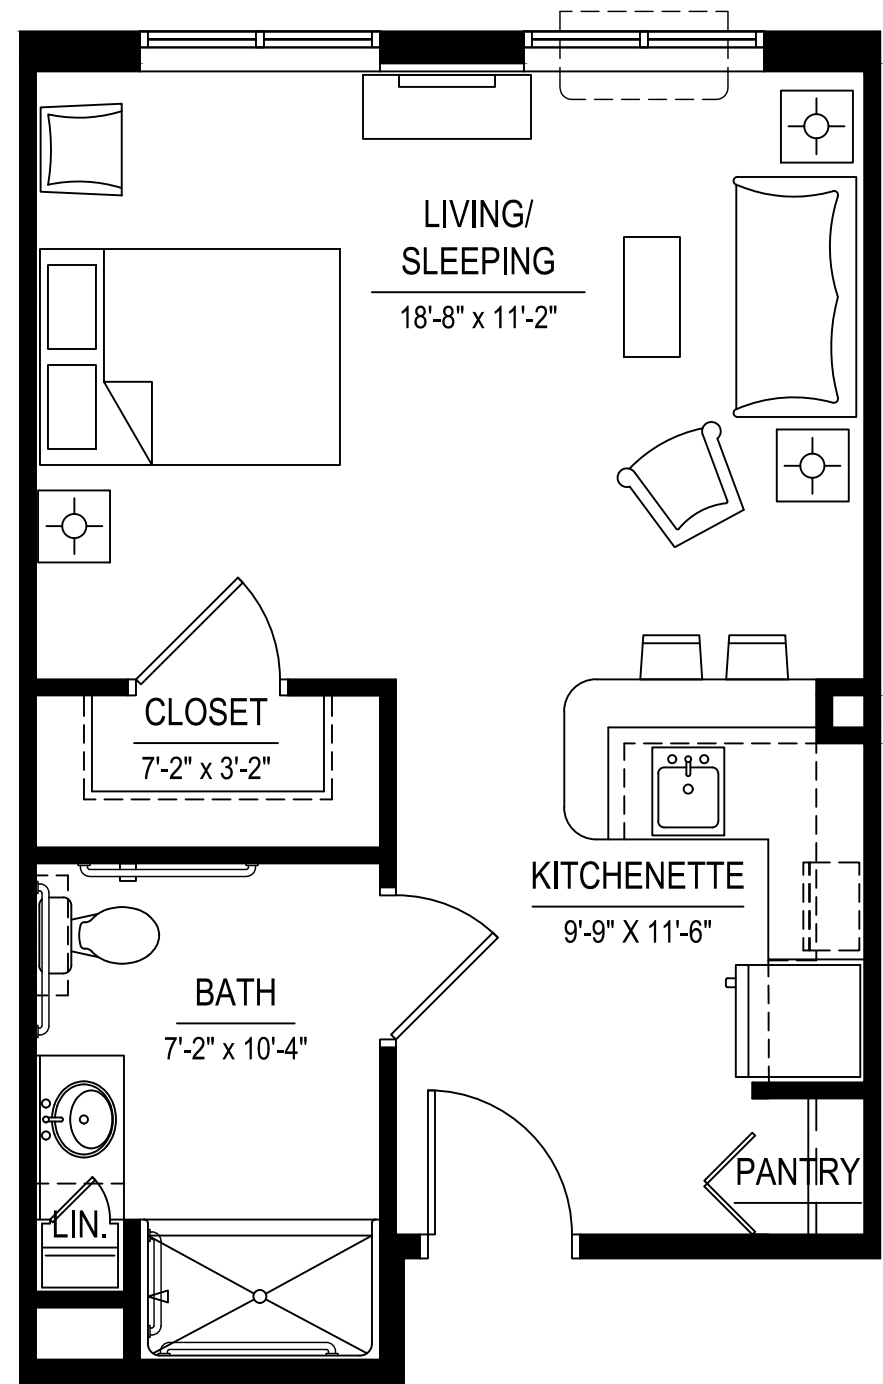 LIVING/
SLEEPING
18'-8" x 11'-2"
CLOSET
7'-2" x 3'-2"
KITCHENETTE
9'-9" X 11'-6"
BATH
7'-2" x 10'-4"
PANTRY
LIN.